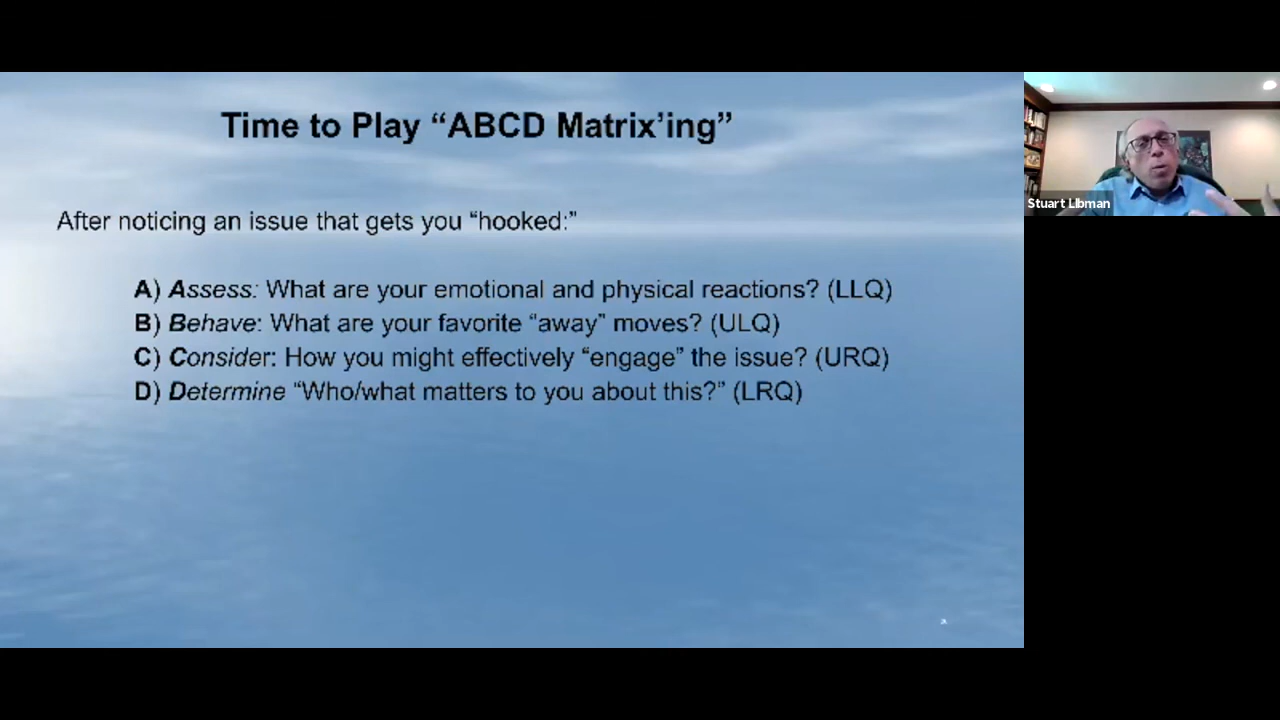 Time to Play “ABCD Matrix’ing”
After noticing an issue that gets you “hooked:”
A) Assess: What are your emotional and physical reactions? (LLQ)
B) Behave: What are your favorite “away” moves? (ULQ)
C) Consider: How you might effectively “engage” the issue? (URQ)
D) Determine “Who/what matters to you about this?” (LRQ)
Stuart Libman